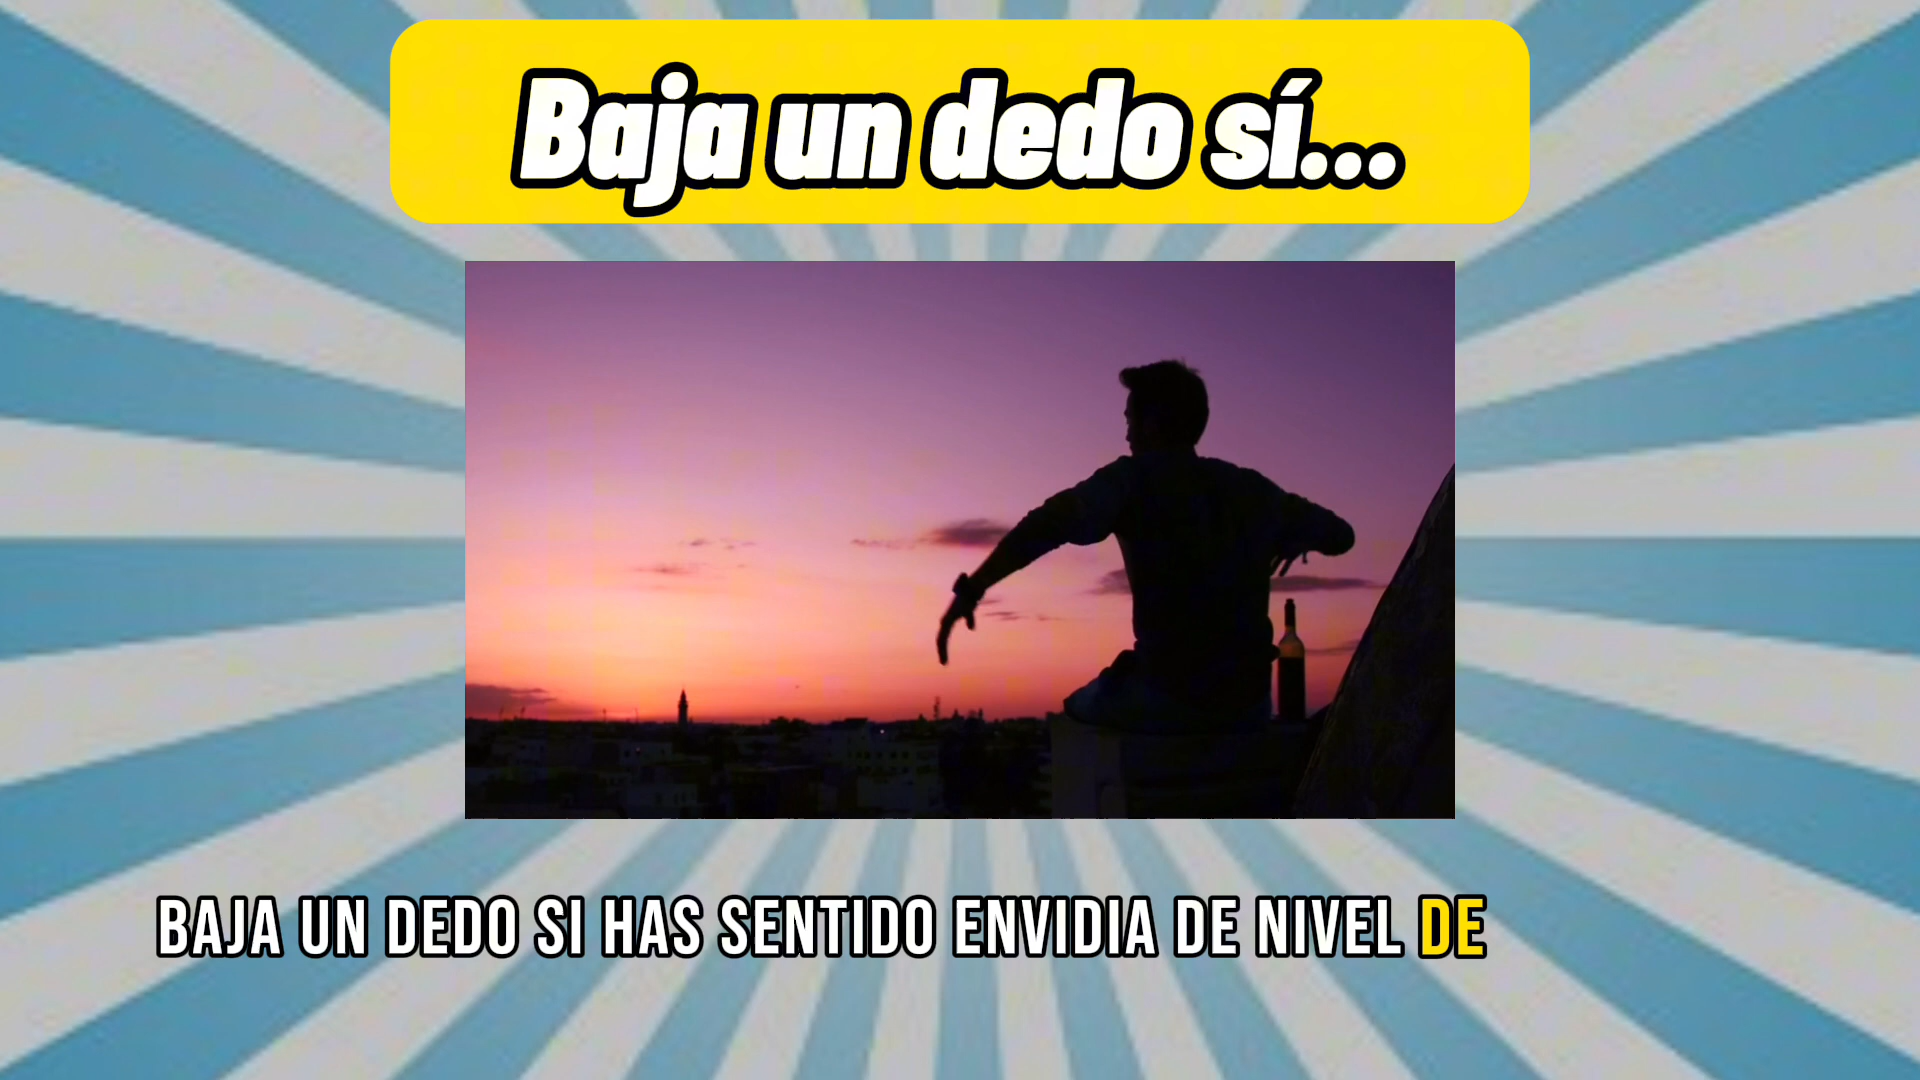 Baja un dedo sí...
BAJA UN DEDO SI HAS SENTIDO ENVIDIA DE NIVEL DE